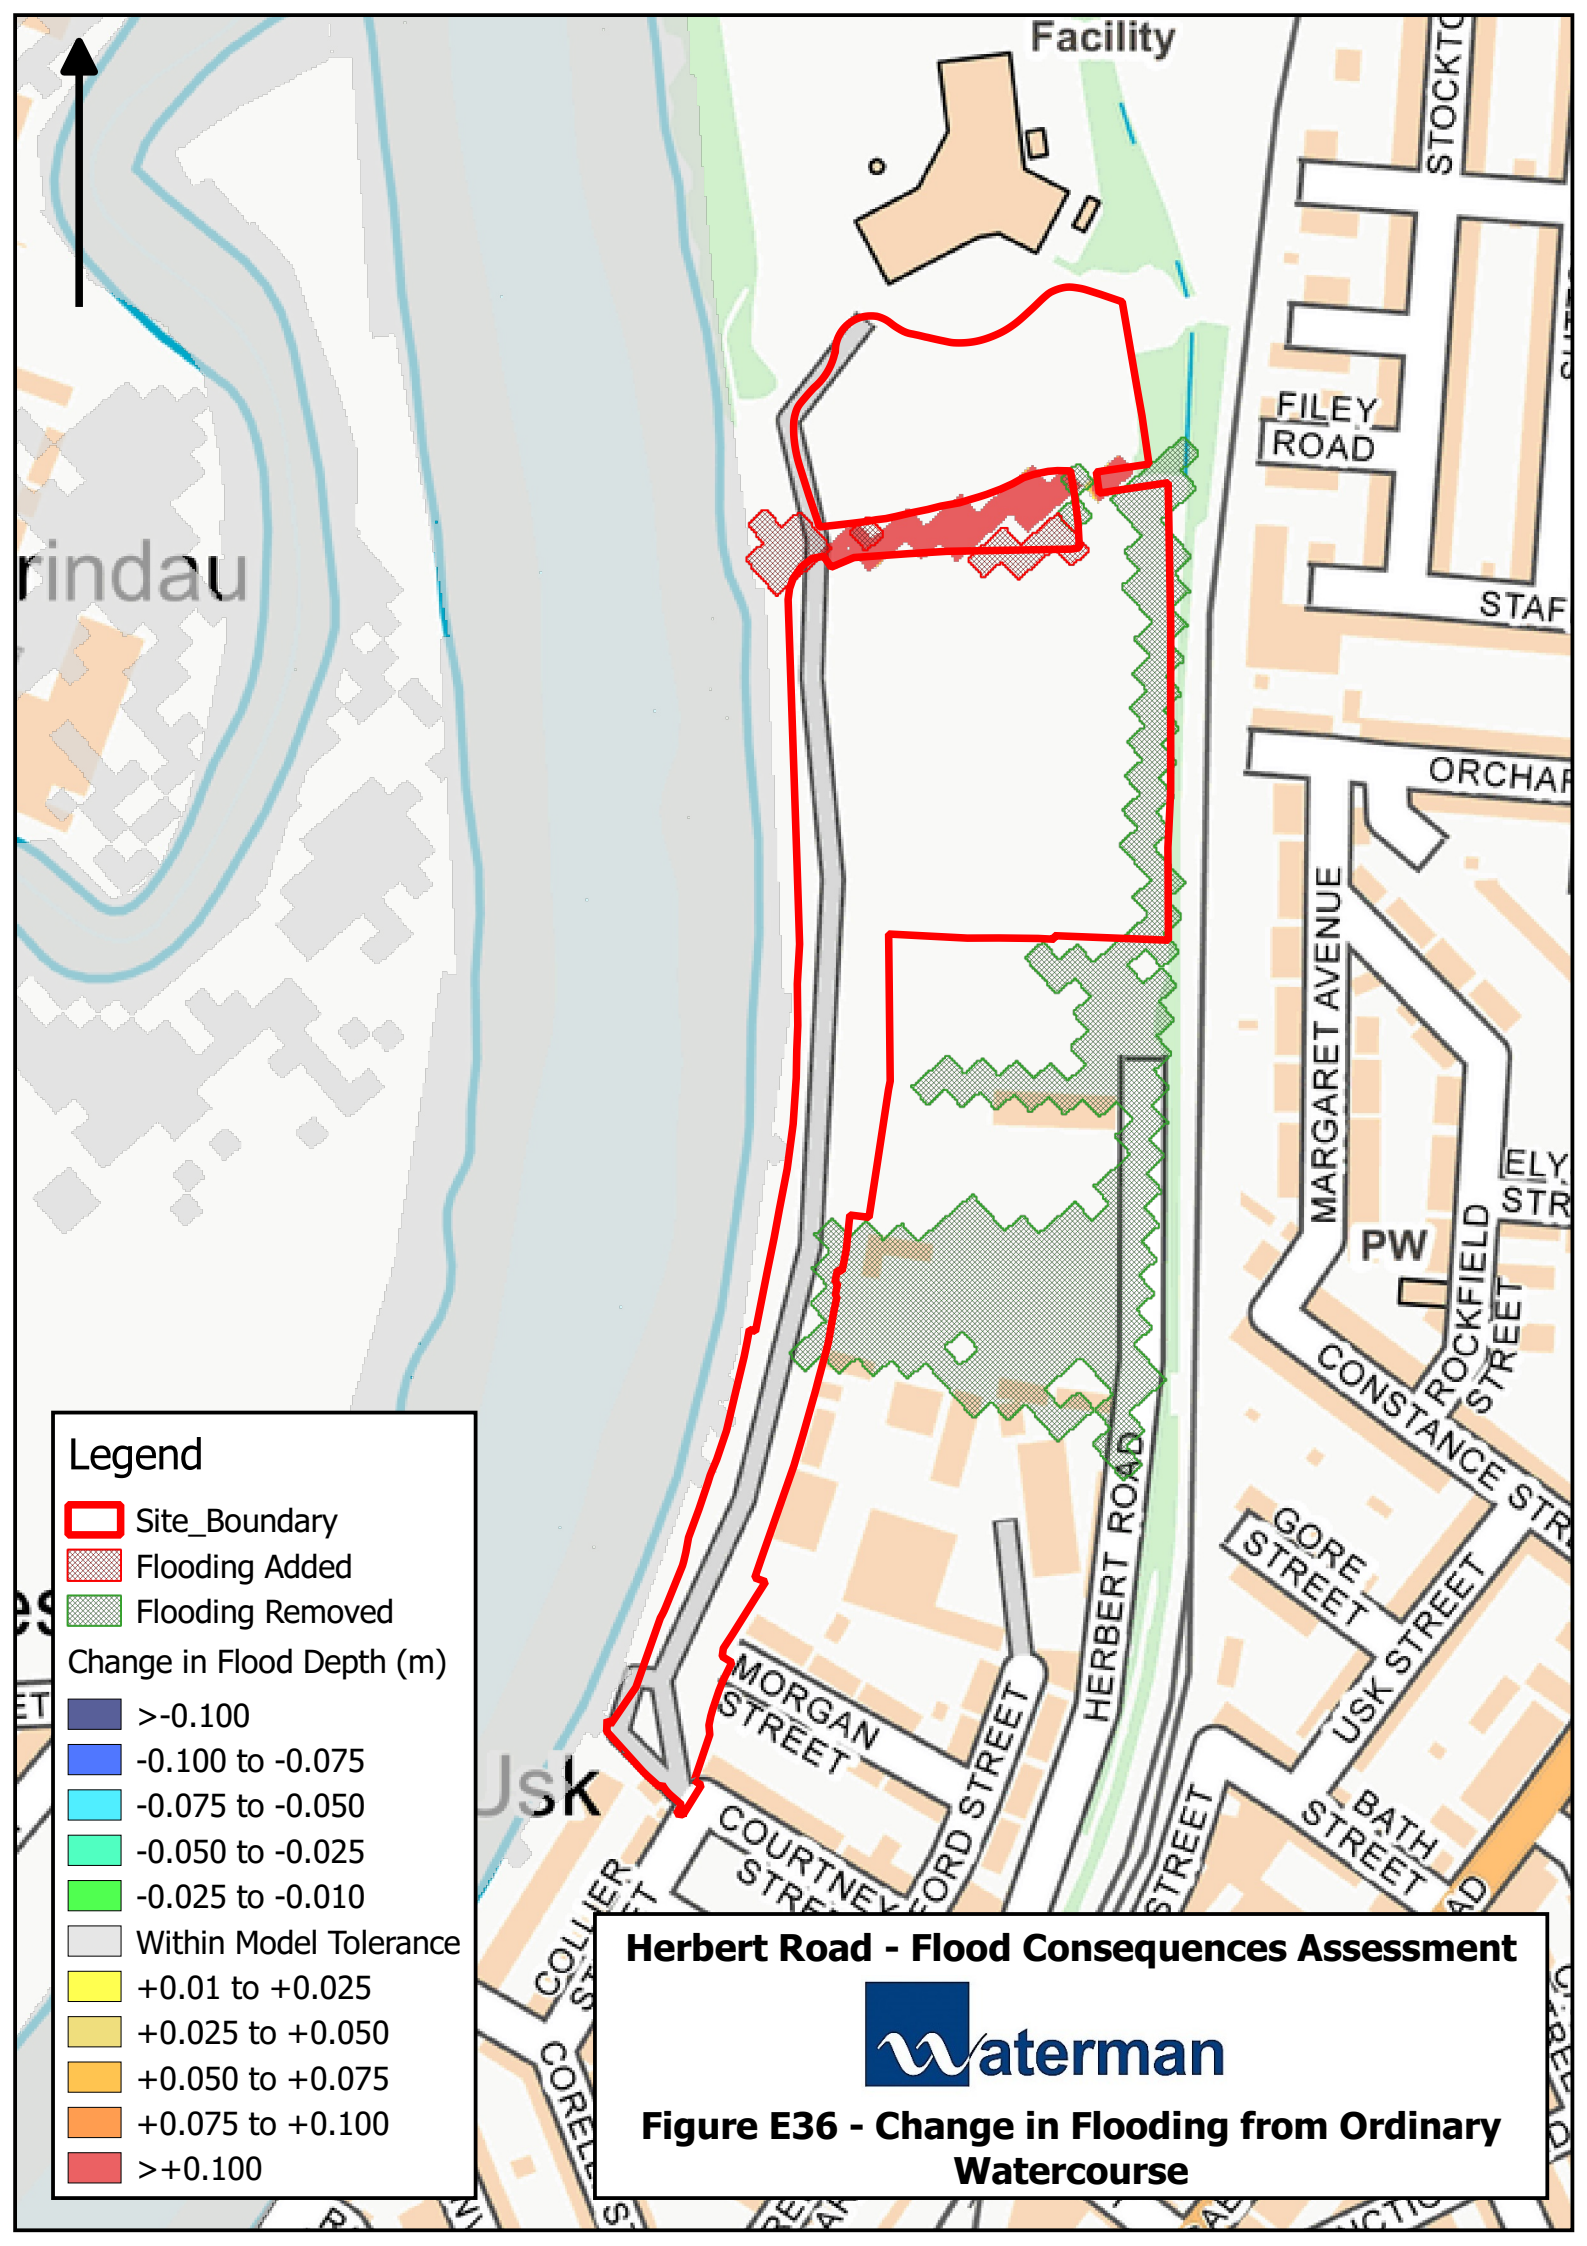 Facility
STOCKTO
FILEY
ROAD
rindau
STAF
ORCHAR
MARGARET AVENUE
ELY
STR
PW
ROCKFIELD
STREET
CONSTANCE STR
GORE
STREET
USK STREET
HERBERT ROAD
MORGAN
STREET
Usk
BATH
STREET
COURTNEY
STRE
FORD STREET
STREET
COLLIER
AD
Legend
Site_Boundary
Flooding Added
Flooding Removed
Change in Flood Depth (m)
>-0.100
-0.100 to -0.075
-0.075 to -0.050
-0.050 to -0.025
-0.025 to -0.010
Within Model Tolerance
+0.01 to +0.025
+0.025 to +0.050
+0.050 to +0.075
+0.075 to +0.100
>+0.100
Herbert Road - Flood Consequences Assessment
Waterman
Figure E36 - Change in Flooding from Ordinary
Watercourse